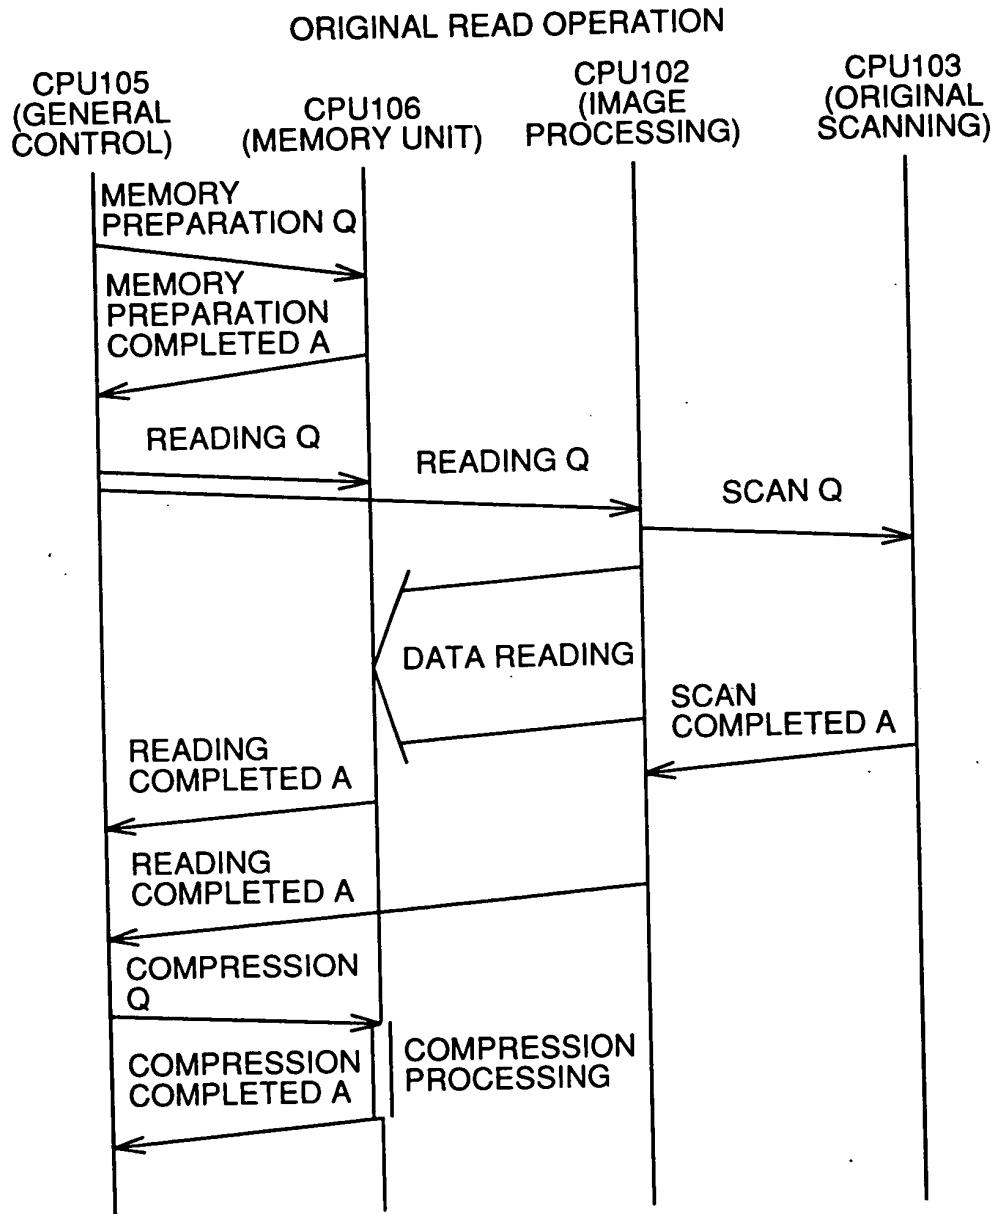 ORIGINAL READ OPERATION
CPU105
(GENERAL
CONTROL)
CPU106
(MEMORY UNIT)
CPU102
(IMAGE
PROCESSING)
CPU103
(ORIGINAL
SCANNING)
MEMORY
PREPARATION Q
MEMORY
PREPARATION
COMPLETED A
READING Q
READING Q
SCAN Q
DATA READING
SCAN
COMPLETED A
READING
COMPLETED A
READING
COMPLETED A
COMPRESSION
Q
COMPRESSION
PROCESSING
COMPRESSION
COMPLETED A